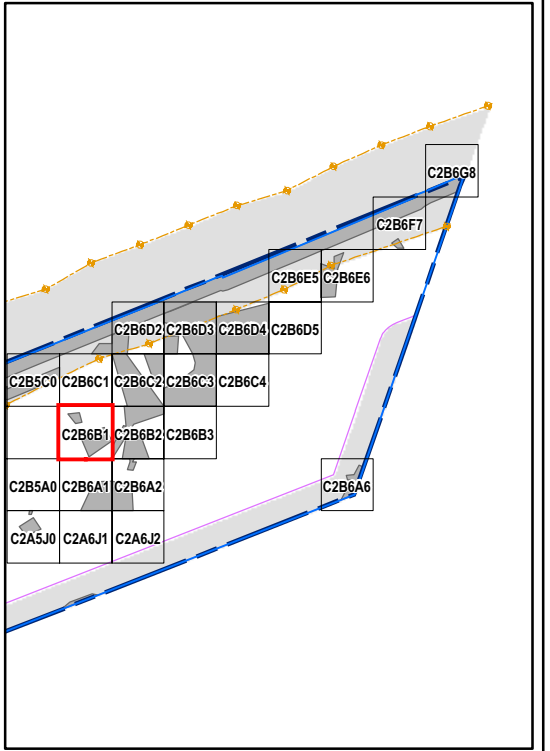 C2B6G8
C2B6F7
C2B6E5 C2B6E6
C2B6D2 C2B6D3 C2B6D4 C2B6D5
C2B5C0 C2B6C1 C2B6C2 C2B6C3 C2B6C4
C2B6B1 C2B6B2 C2B6B3
C2B5A0 C2B6A1 C2B6A2 C2B6A6
C2A5J0 C2A6J1 C2A6J2